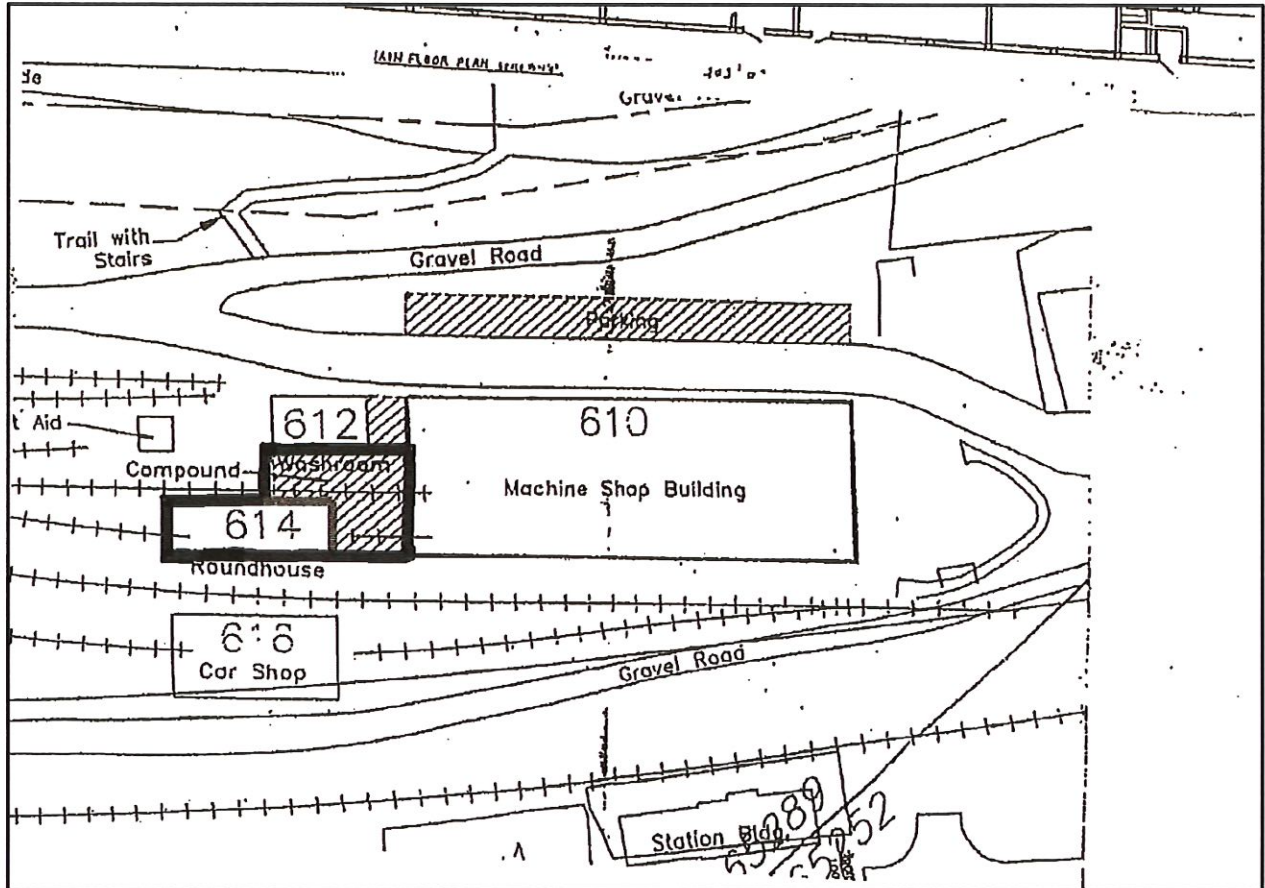 Trail with
Stairs
Gravel Road
Parking
t Aid
612
610
Compound
Washroom
Machine Shop Building
614
Roundhouse
Car Shop
Gravel Road
Station Bldg.